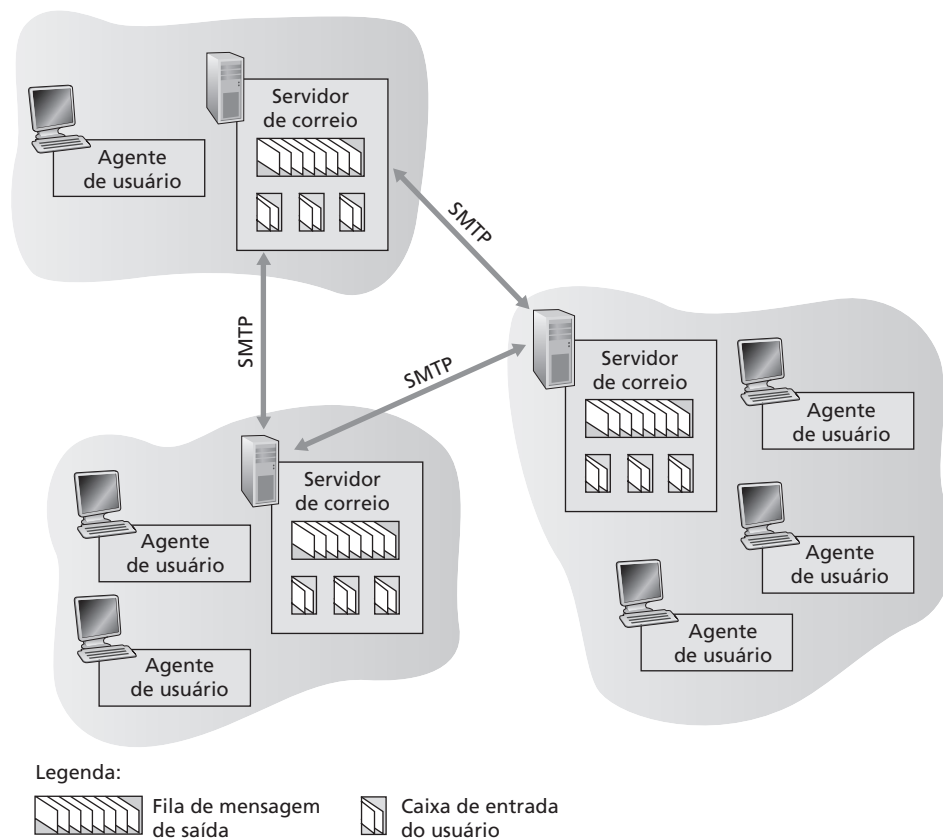 Servidor
de correio
Agente
de usuário
SMTP
SMTP
SMTP
Servidor
de correio
Agente
de usuário
Agente
de usuário
Agente
de usuário
Servidor
de correio
Agente
de usuário
Agente
de usuário
Legenda:
Fila de mensagem
de saída
Caixa de entrada
do usuário